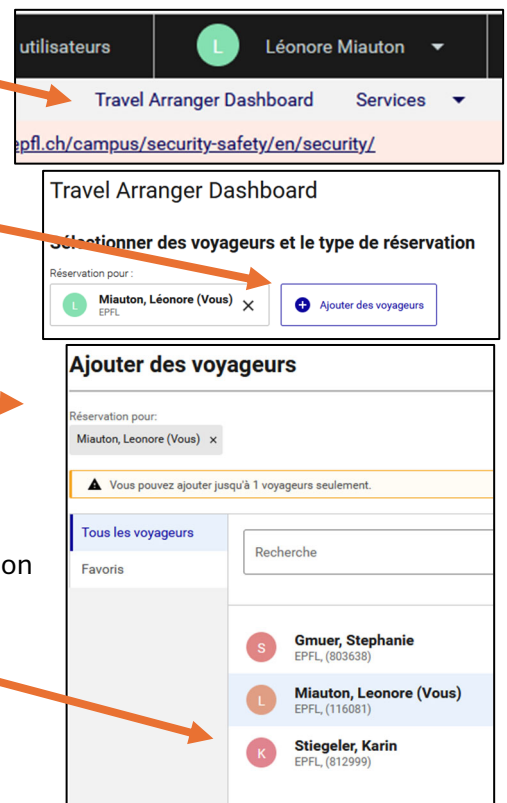 utilisateurs L Léonore Miauton
Travel Arranger Dashboard Services
epfl.ch/campus/security-safety/en/security/
Travel Arranger Dashboard
Sélectionner des voyageurs et le type de réservation
Réservation pour :
L Miauton, Léonore (Vous) ×
EPFL
Ajouter des voyageurs
Ajouter des voyageurs
Réservation pour:
Miauton, Leonore (Vous) ×
Vous pouvez ajouter jusqu'à 1 voyageurs seulement.
Tous les voyageurs
Favoris
Recherche
on
S Gmuer, Stephanie
EPFL, (803638)
L Miauton, Leonore (Vous)
EPFL, (116081)
K Stiegeler, Karin
EPFL, (812999)